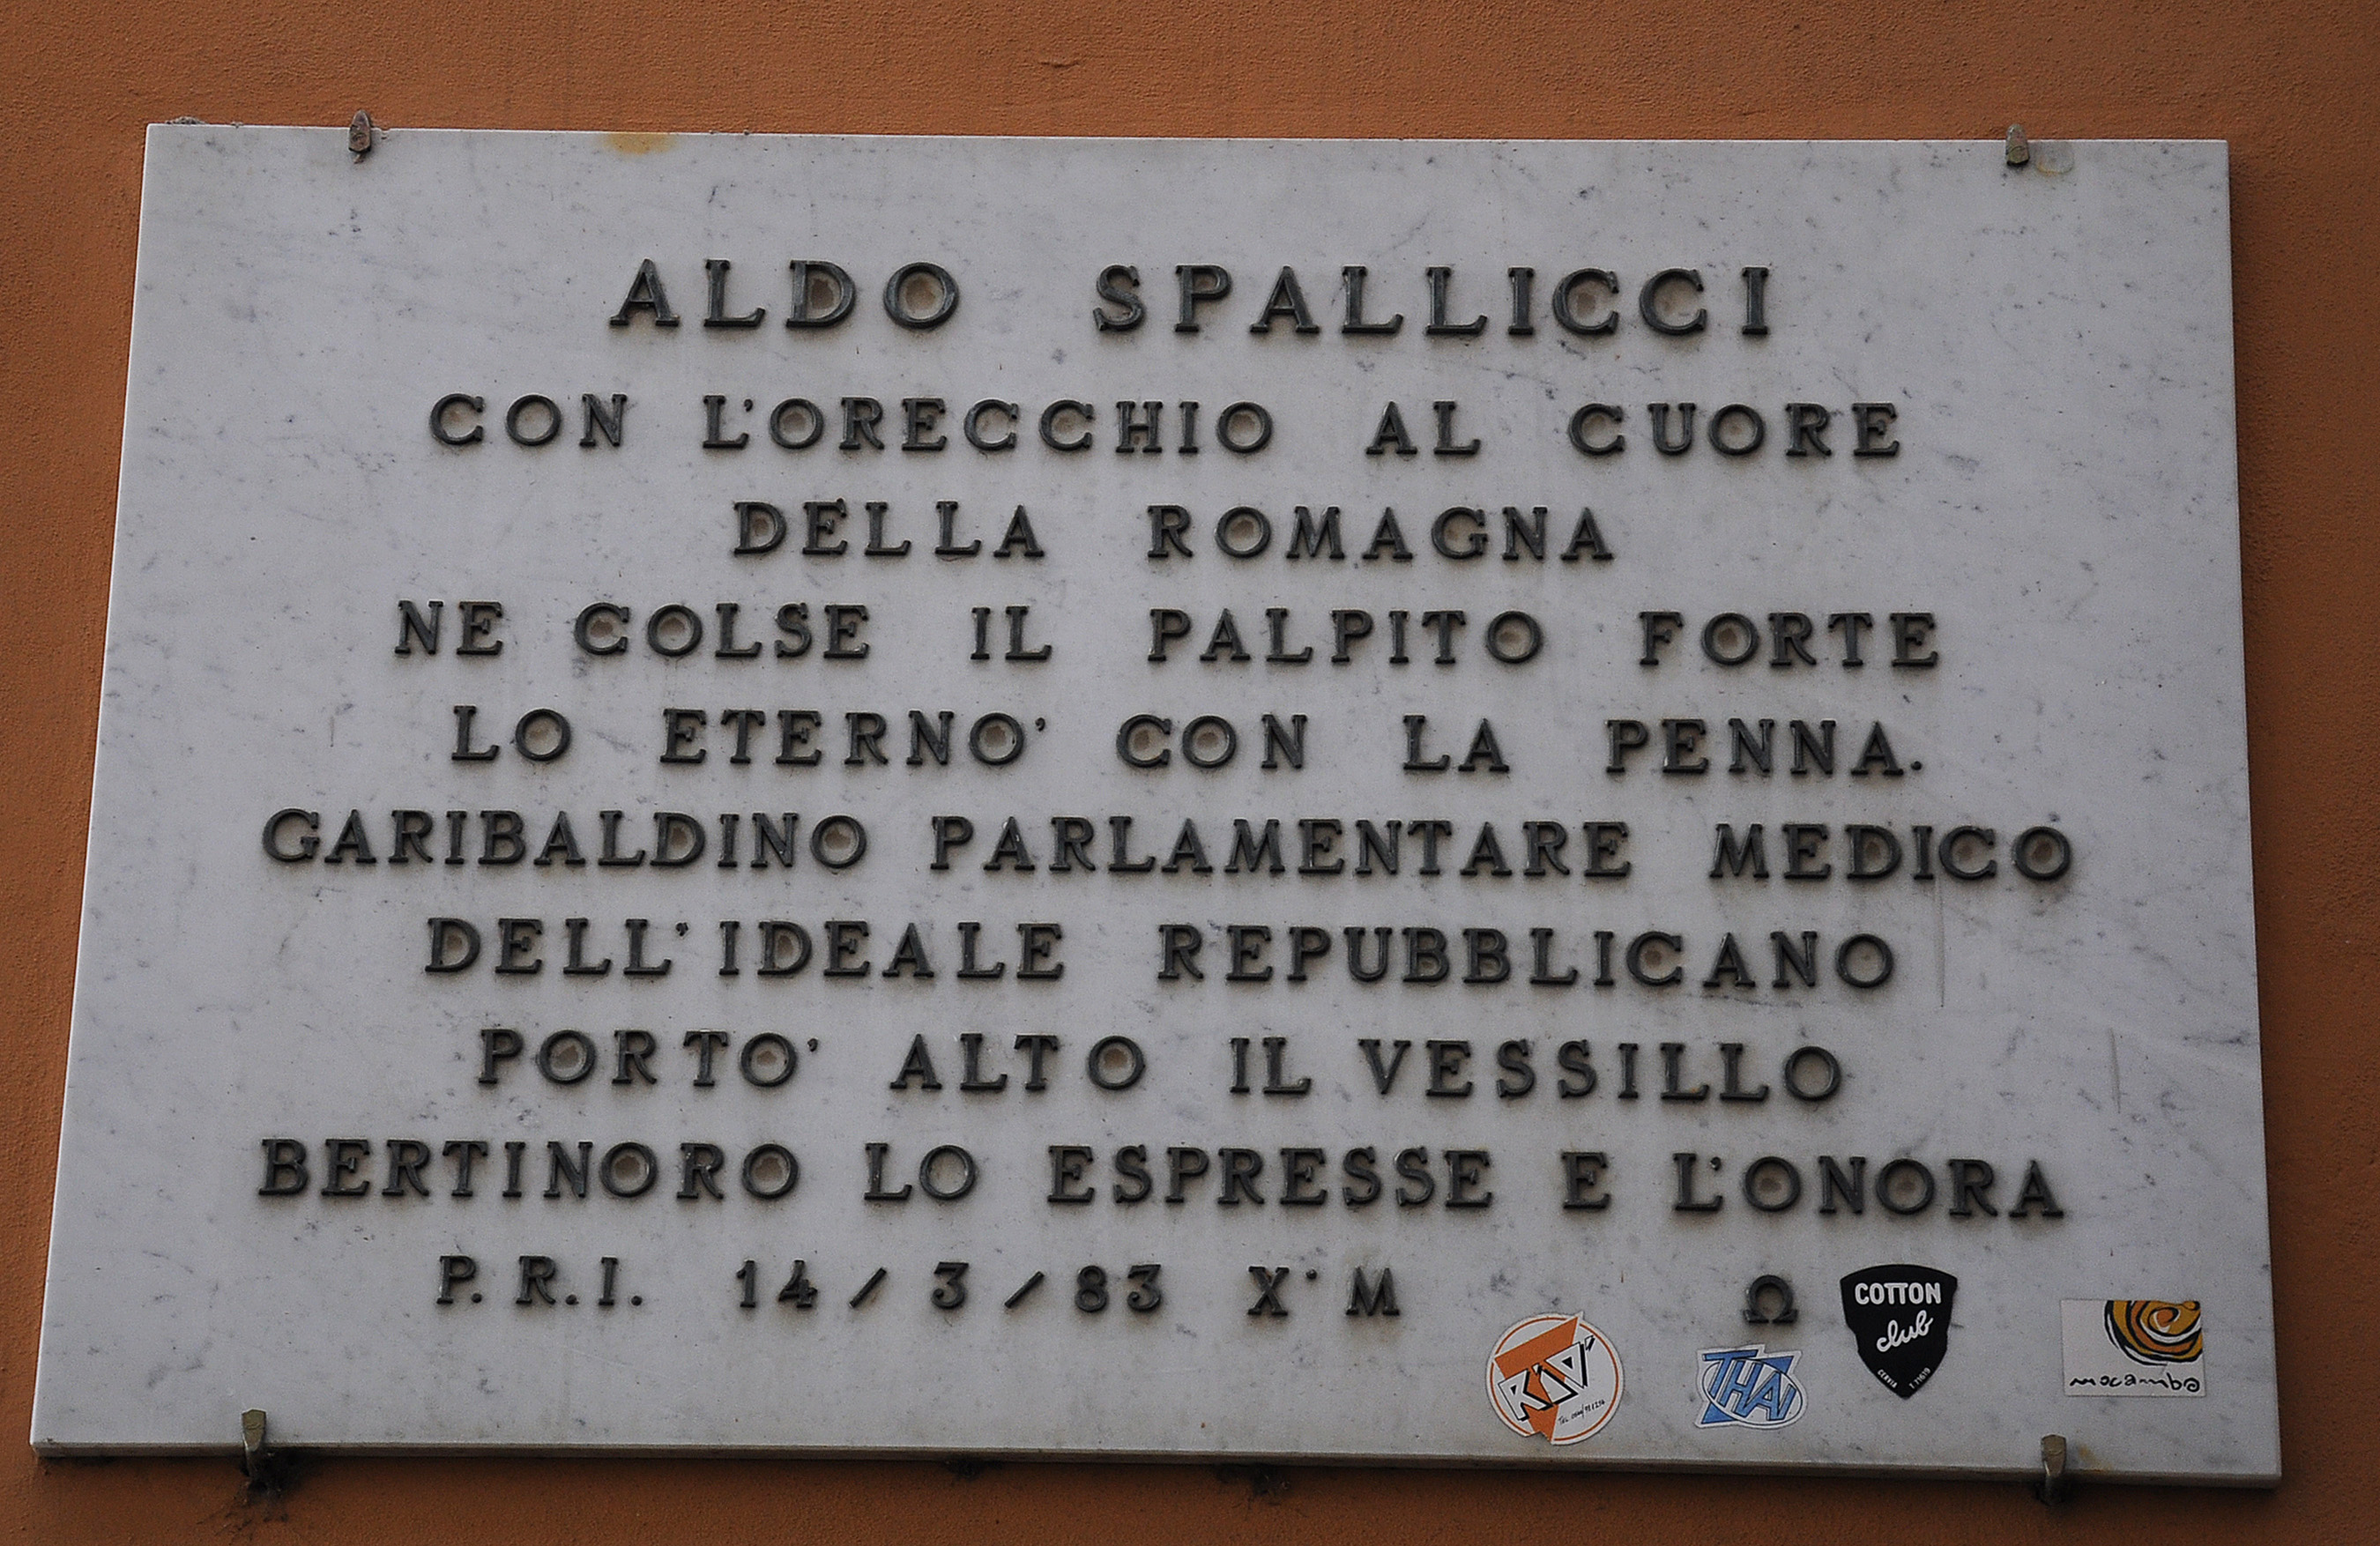 ALDO SPALLICCI
CON L'ORECCHIO AL CUORE
DELLA ROMAGNA
NE COLSE IL PALPITO FORTE
LO ETERNO' CON LA PENNA.
GARIBALDINO PARLAMENTARE MEDICO
DELL'IDEALE REPUBBLICANO
PORTO' ALTO IL VESSILLO
BERTINORO LO ESPRESSE E L'ONORA
P.R.I. 14/3/83 X·M Ω
COTTON
club
CERVIA
THAI
mocambo